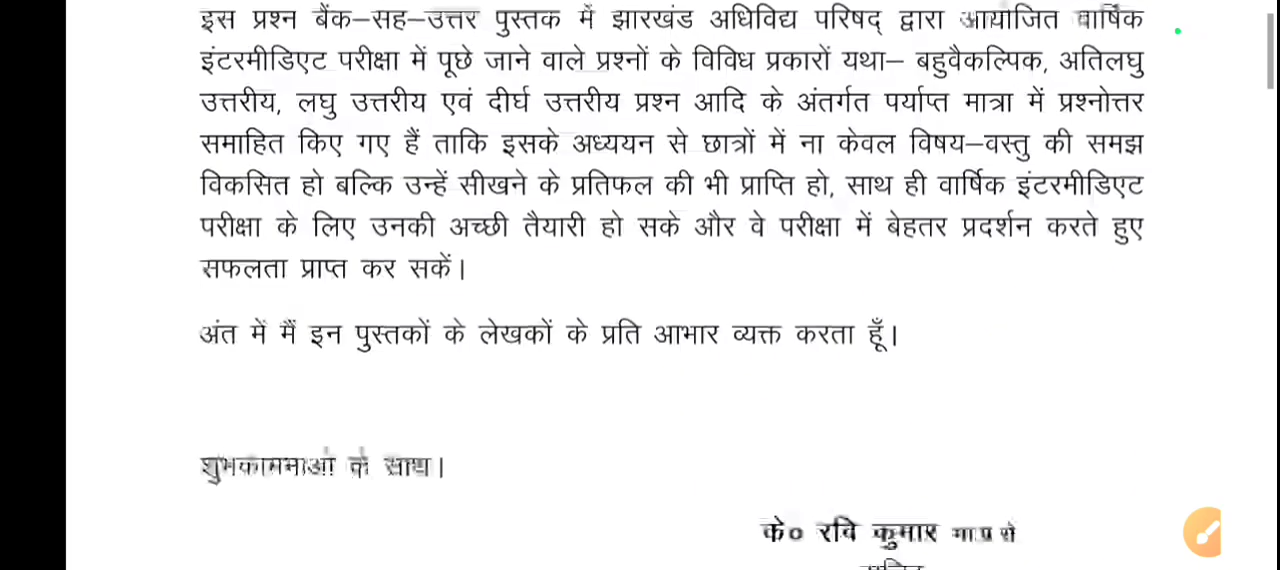 इस प्रश्न बैंक–सह–उत्तर पुस्तक में झारखंड अधिविद्य परिषद् द्वारा आयोजित वार्षिक
इंटरमीडिएट परीक्षा में पूछे जाने वाले प्रश्नों के विविध प्रकारों यथा– बहुवैकल्पिक, अतिलघु
उत्तरीय, लघु उत्तरीय एवं दीर्घ उत्तरीय प्रश्न आदि के अंतर्गत पर्याप्त मात्रा में प्रश्नोत्तर
समाहित किए गए हैं ताकि इसके अध्ययन से छात्रों में ना केवल विषय–वस्तु की समझ
विकसित हो बल्कि उन्हें सीखने के प्रतिफल की भी प्राप्ति हो, साथ ही वार्षिक इंटरमीडिएट
परीक्षा के लिए उनकी अच्छी तैयारी हो सके और वे परीक्षा में बेहतर प्रदर्शन करते हुए
सफलता प्राप्त कर सकें।
अंत में मैं इन पुस्तकों के लेखकों के प्रति आभार व्यक्त करता हूँ।
शुभकामनाओं के साथ।
के० रवि कुमार